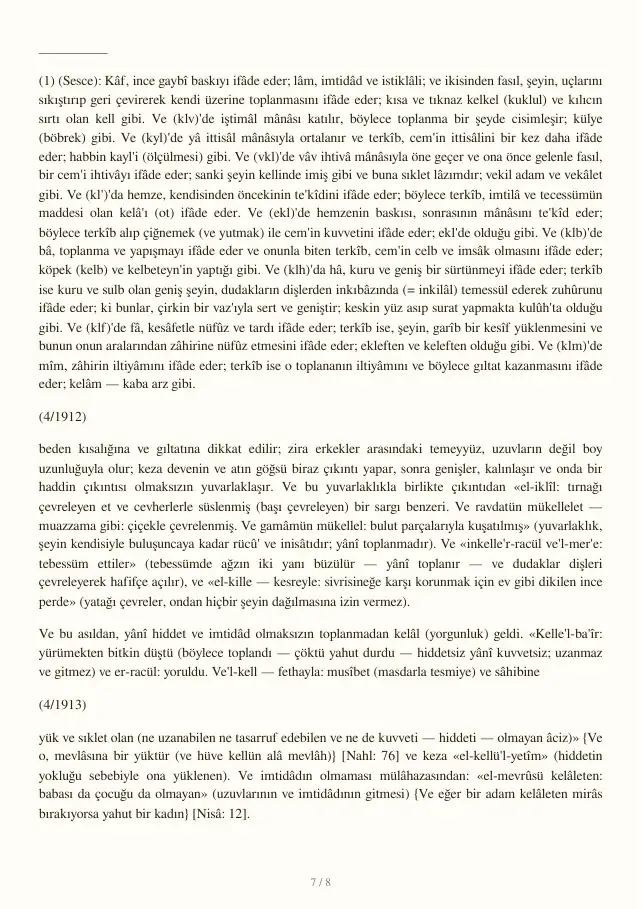 (1) (Sesce): Kâf, ince gaybî baskıyı ifâde eder; lâm, imtidâd ve istiklâli; ve ikisinden fasıl, şeyin, uçlarını
sıkıştırıp geri çevirerek kendi üzerine toplanmasını ifâde eder; kısa ve tıknaz kelkel (kuklul) ve kılıcın
sırtı olan kell gibi. Ve (klv)'de iştimâl mânâsı katılır, böylece toplanma bir şeyde cisimleşir; külye
(böbrek) gibi. Ve (kyl)'de yâ ittisâl mânâsıyla ortalanır ve terkîb, cem'in ittisâlini bir kez daha ifâde
eder; habbin kayl'i (ölçülmesi) gibi. Ve (vkl)'de vâv ihtivâ mânâsıyla öne geçer ve ona önce gelenle fasıl,
bir cem'i ihtivâyı ifâde eder; sanki şeyin kellinde imiş gibi ve buna sıklet lâzımdır; vekil adam ve vekâlet
gibi. Ve (kl')'da hemze, kendisinden öncekinin te'kîdini ifâde eder; böylece terkîb, imtilâ ve tecessümün
maddesi olan kelâ'ı (ot) ifâde eder. Ve (ekl)'de hemzenin baskısı, sonrasının mânâsını te'kîd eder;
böylece terkîb alıp çiğnemek (ve yutmak) ile cem'in kuvvetini ifâde eder; ekl'de olduğu gibi. Ve (klb)'de
bâ, toplanma ve yapışmayı ifâde eder ve onunla biten terkîb, cem'in celb ve imsâk olmasını ifâde eder;
köpek (kelb) ve kelbeteyn'in yaptığı gibi. Ve (klh)'da hâ, kuru ve geniş bir sürtünmeyi ifâde eder; terkîb
ise kuru ve sulb olan geniş şeyin, dudakların dişlerden inkıbâzında (= inkilâl) temessül ederek zuhûrunu
ifâde eder; ki bunlar, çirkin bir vaz'ıyla sert ve geniştir; keskin yüz asıp surat yapmakta kulûh'ta olduğu
gibi. Ve (klf)'de fâ, kesâfetle nüfûz ve tardı ifâde eder; terkîb ise, şeyin, garîb bir kesîf yüklenmesini ve
bunun onun aralarından zâhirine nüfûz etmesini ifâde eder; ekleften ve keleften olduğu gibi. Ve (klm)'de
mîm, zâhirin iltiyâmını ifâde eder; terkîb ise o toplananın iltiyâmını ve böylece gıltat kazanmasını ifâde
eder; kelâm — kaba arz gibi.
(4/1912)
beden kısalığına ve gıltatına dikkat edilir; zira erkekler arasındaki temeyyüz, uzuvların değil boy
uzunluğuyla olur; keza devenin ve atın göğsü biraz çıkıntı yapar, sonra genişler, kalınlaşır ve onda bir
haddin çıkıntısı olmaksızın yuvarlaklaşır. Ve bu yuvarlaklıkla birlikte çıkıntıdan «el-iklîl: tırnağı
çevreleyen et ve cevherlerle süslenmiş (başı çevreleyen) bir sargı benzeri. Ve ravdatün mükellelet —
muazzama gibi: çiçekle çevrelenmiş. Ve gamâmün mükellel: bulut parçalarıyla kuşatılmış» (yuvarlaklık,
şeyin kendisiyle buluşuncaya kadar rücû' ve inisâtıdır; yânî toplanmadır). Ve «inkelle'r-racül ve'l-mer'e:
tebessüm ettiler» (tebessümde ağzın iki yanı büzülür — yânî toplanır — ve dudaklar dişleri
çevreleyerek hafifçe açılır), ve «el-kille — kesreyle: sivrisineğe karşı korunmak için ev gibi dikilen ince
perde» (yatağı çevreler, ondan hiçbir şeyin dağılmasına izin vermez).
Ve bu asıldan, yânî hiddet ve imtidâd olmaksızın toplanmadan kelâl (yorgunluk) geldi. «Kelle'l-ba'îr:
yürümekten bitkin düştü (böylece toplandı — çöktü yahut durdu — hiddetsiz yânî kuvvetsiz; uzanmaz
ve gitmez) ve er-racül: yoruldu. Ve'l-kell — fethayla: musîbet (masdarla tesmiye) ve sâhibine
(4/1913)
yük ve sıklet olan (ne uzanabilen ne tasarruf edebilen ve ne de kuvveti — hiddeti — olmayan âciz)» {Ve
o, mevlâsına bir yüktür (ve hüve kellün alâ mevlâh)} [Nahl: 76] ve keza «el-kellü'l-yetîm» (hiddetin
yokluğu sebebiyle ona yüklenen). Ve imtidâdın olmaması mülâhazasından: «el-mevrûsü kelâleten:
babası da çocuğu da olmayan» (uzuvlarının ve imtidâdının gitmesi) {Ve eğer bir adam kelâleten mirâs
bırakıyorsa yahut bir kadın} [Nisâ: 12].
7 / 8